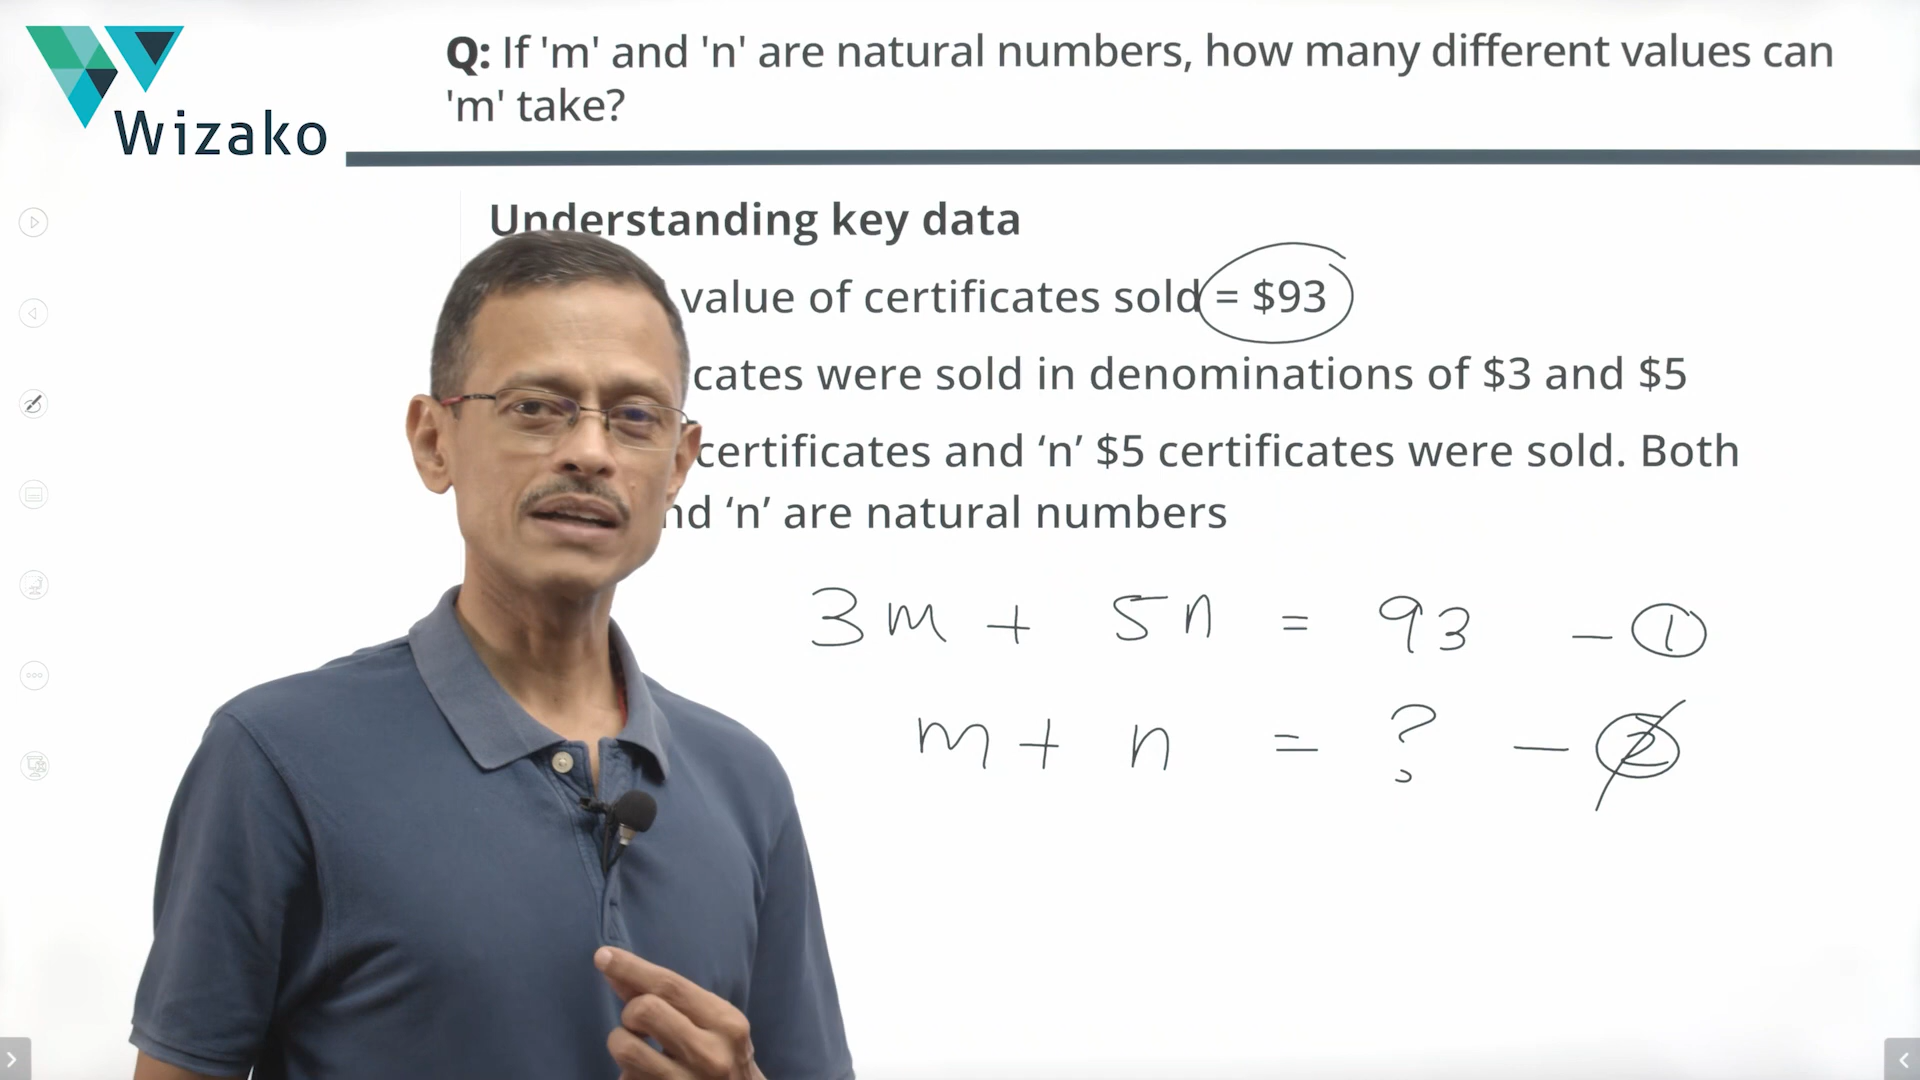 Wizako
Q: If 'm' and 'n' are natural numbers, how many different values can
'm' take?
Understanding key data
value of certificates sold = $93
cates were sold in denominations of $3 and $5
certificates and ‘n’ $5 certificates were sold. Both
nd ‘n’ are natural numbers
3m + 5n = 93 - 1
m + n = ? - 2